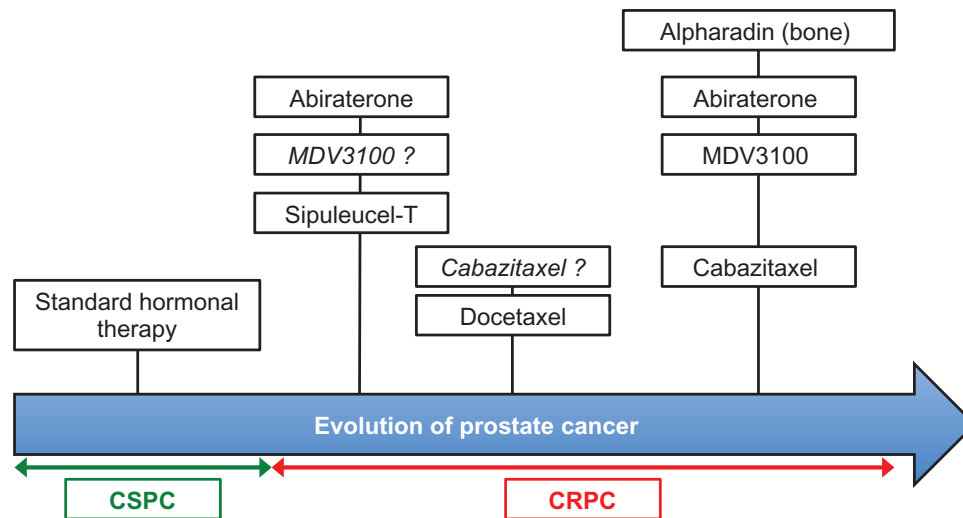 Alpharadin (bone)
Abiraterone
Abiraterone
MDV3100 ?
MDV3100
Sipuleucel-T
Cabazitaxel ?
Cabazitaxel
Standard hormonal
therapy
Docetaxel
Evolution of prostate cancer
CSPC
CRPC